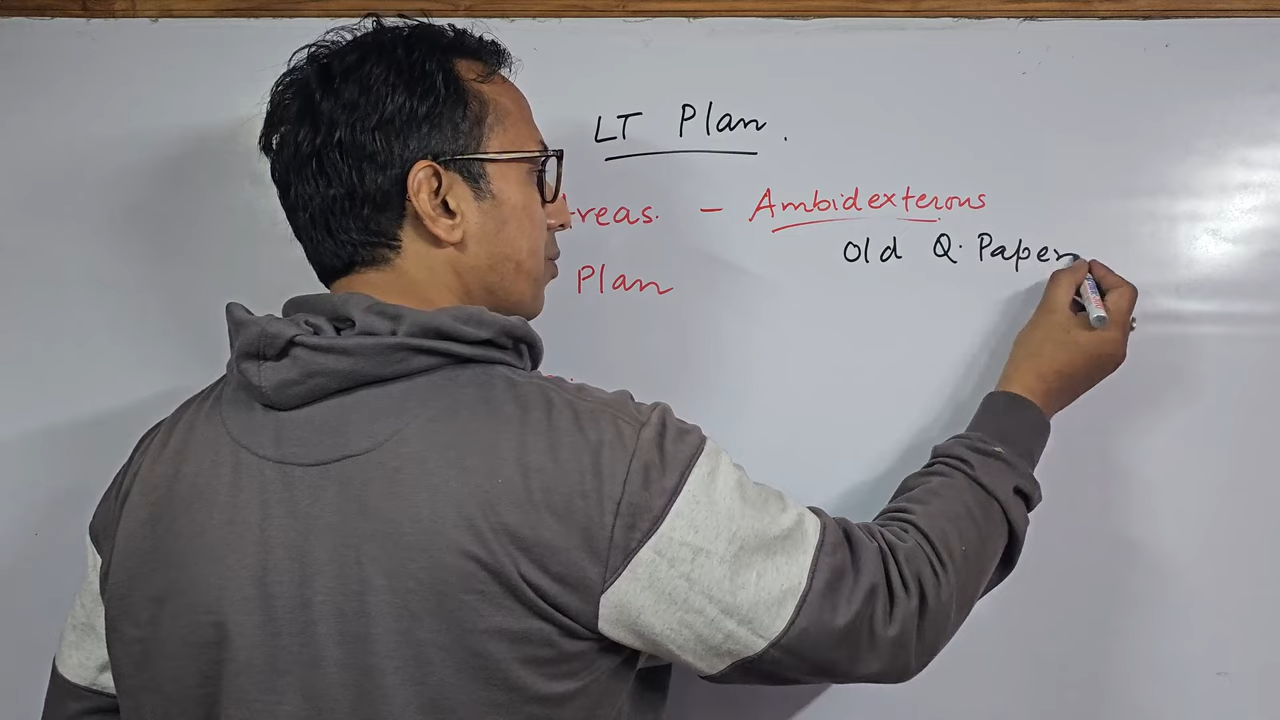 LT Plan.
reas. - Ambidexterous
Old Q. Paper
Plan